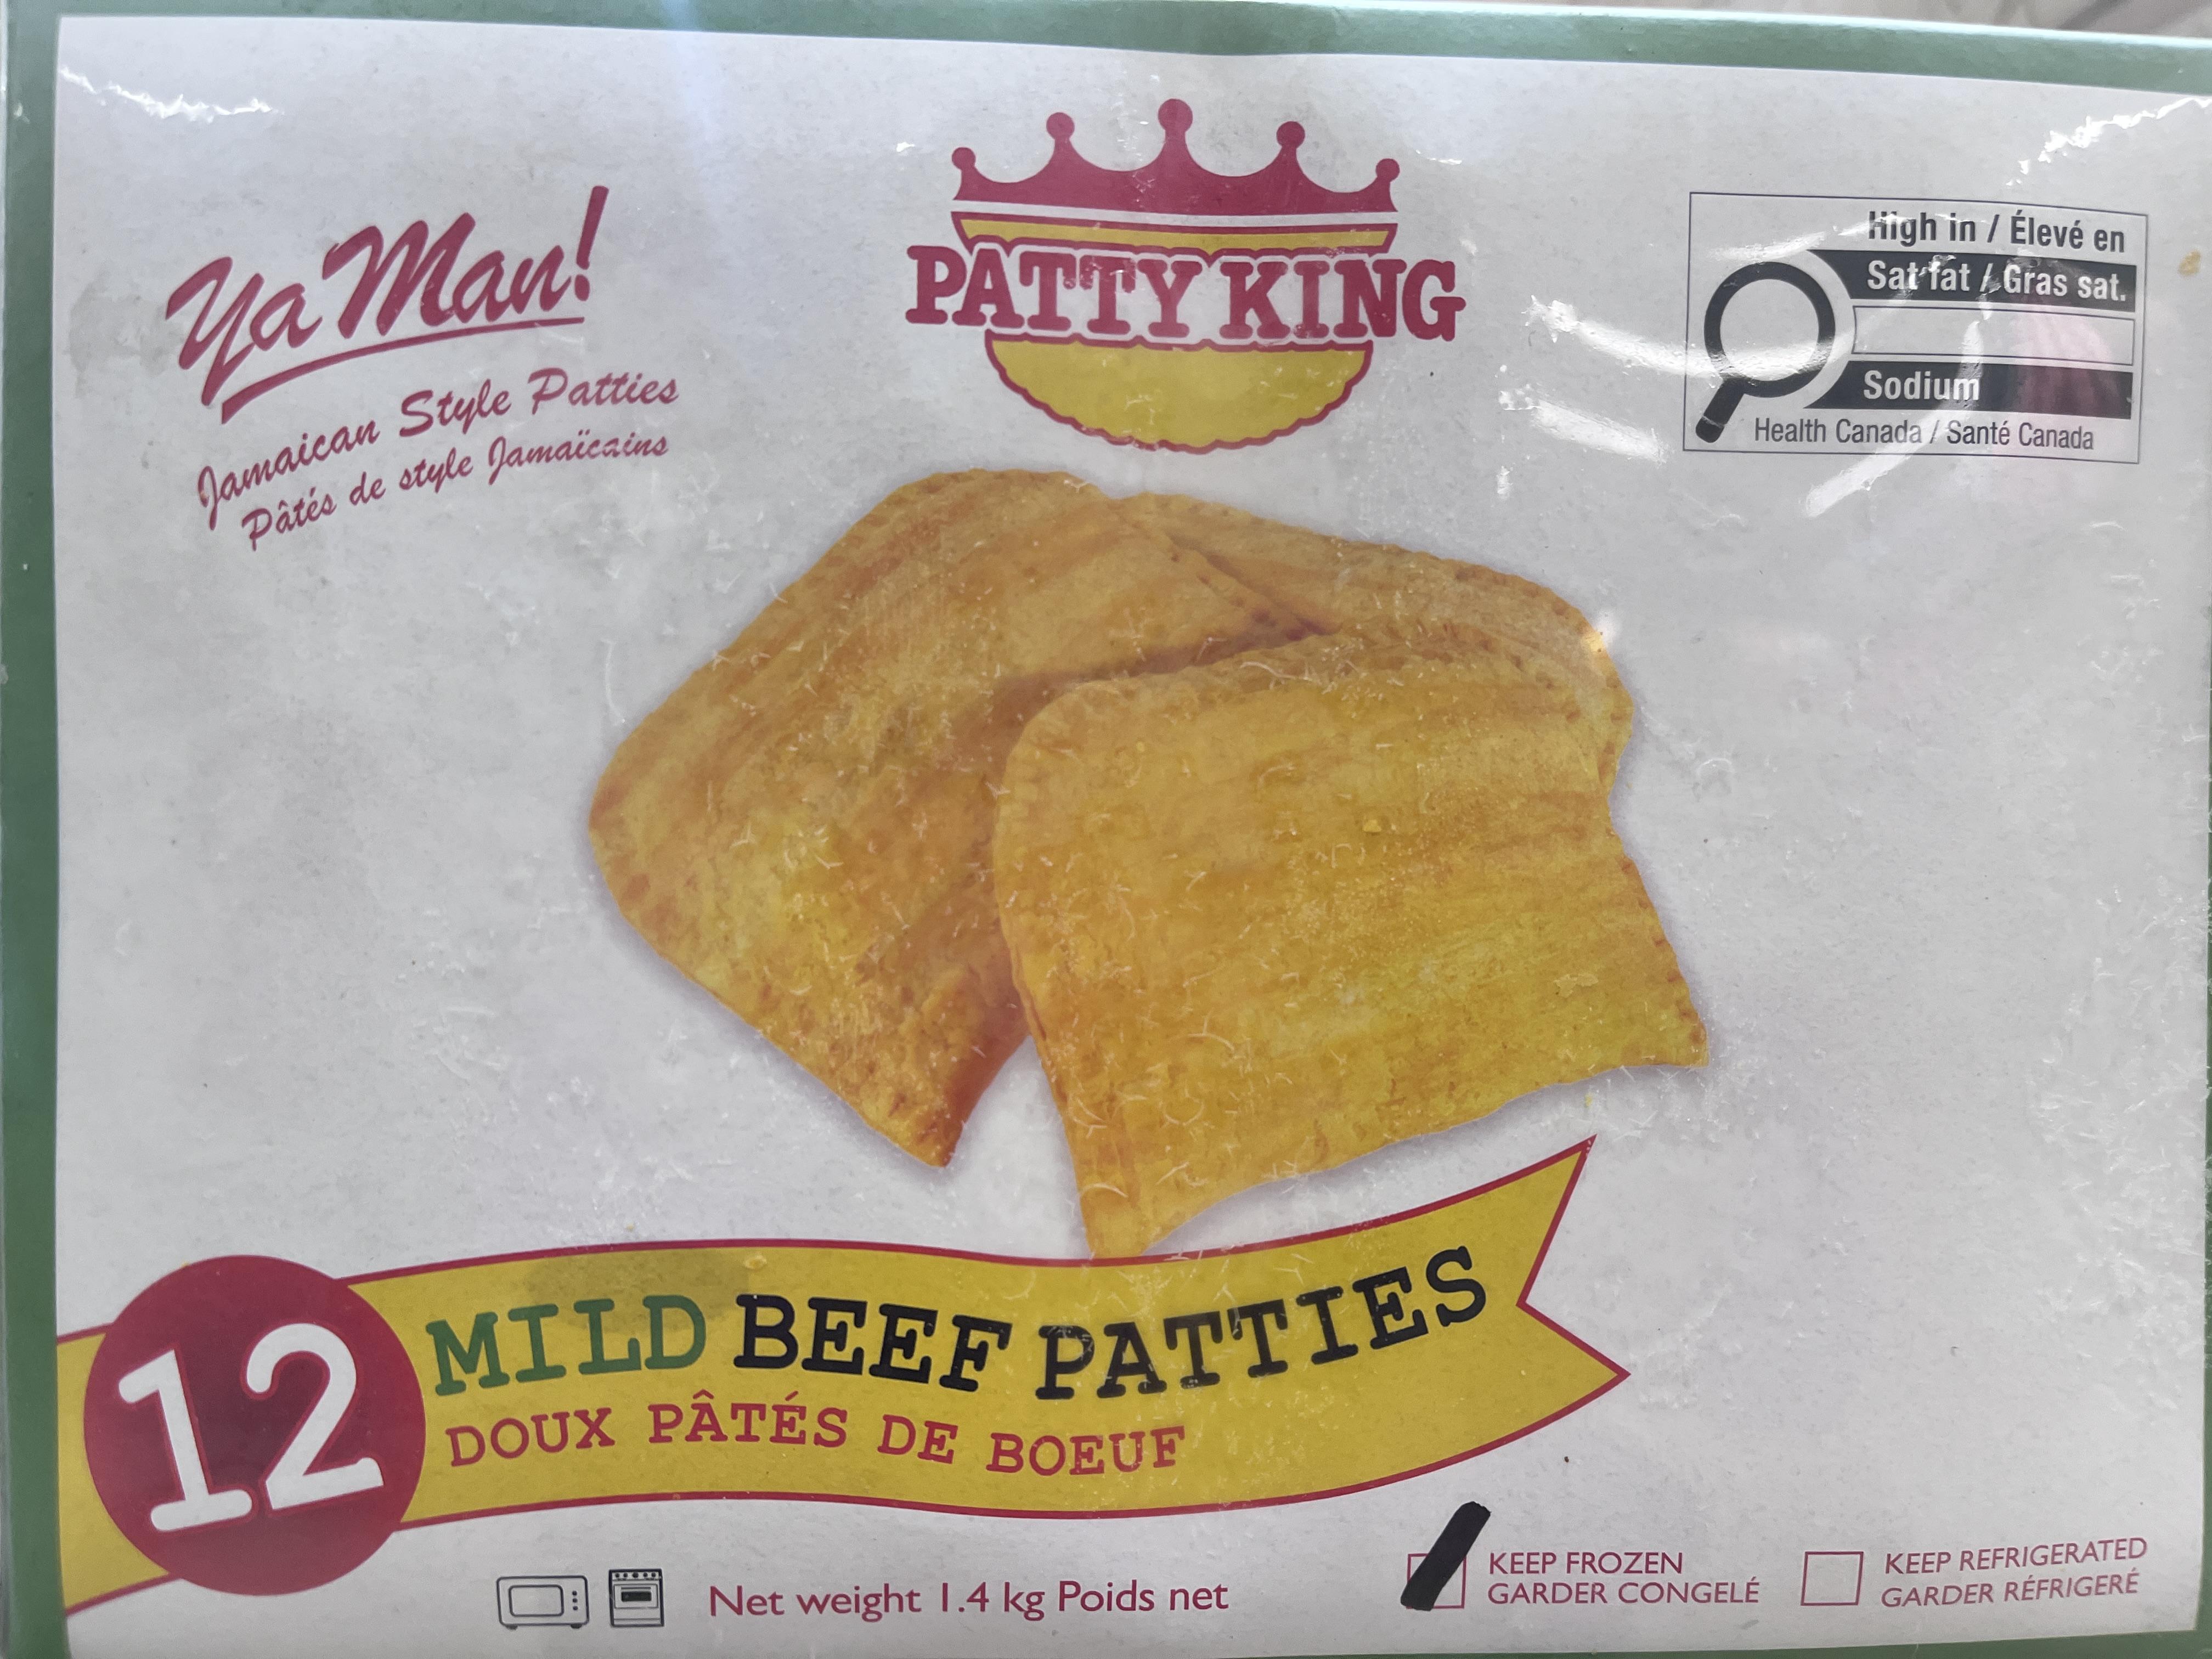 Ya Man!
Jamaican Style Patties
Pâtés de style Jamaïcains
PATTY KING
High in / Élevé en
Sat fat / Gras sat.
Sodium
Health Canada / Santé Canada
12
MILD BEEF PATTIES
DOUX PÂTÉS DE BOEUF
Net weight 1.4 kg Poids net
KEEP FROZEN
GARDER CONGELÉ
KEEP REFRIGERATED
GARDER RÉFRIGERÉ